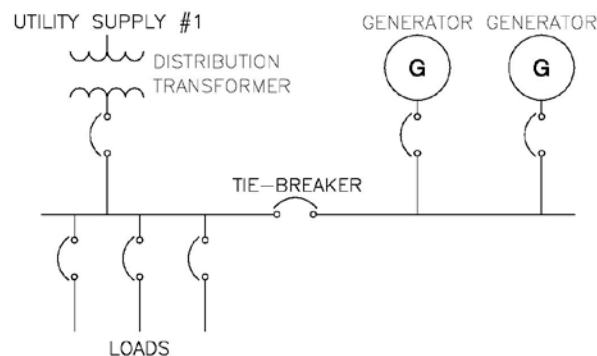 UTILITY SUPPLY #1
DISTRIBUTION
TRANSFORMER
GENERATOR
GENERATOR
G
G
TIE-BREAKER
LOADS